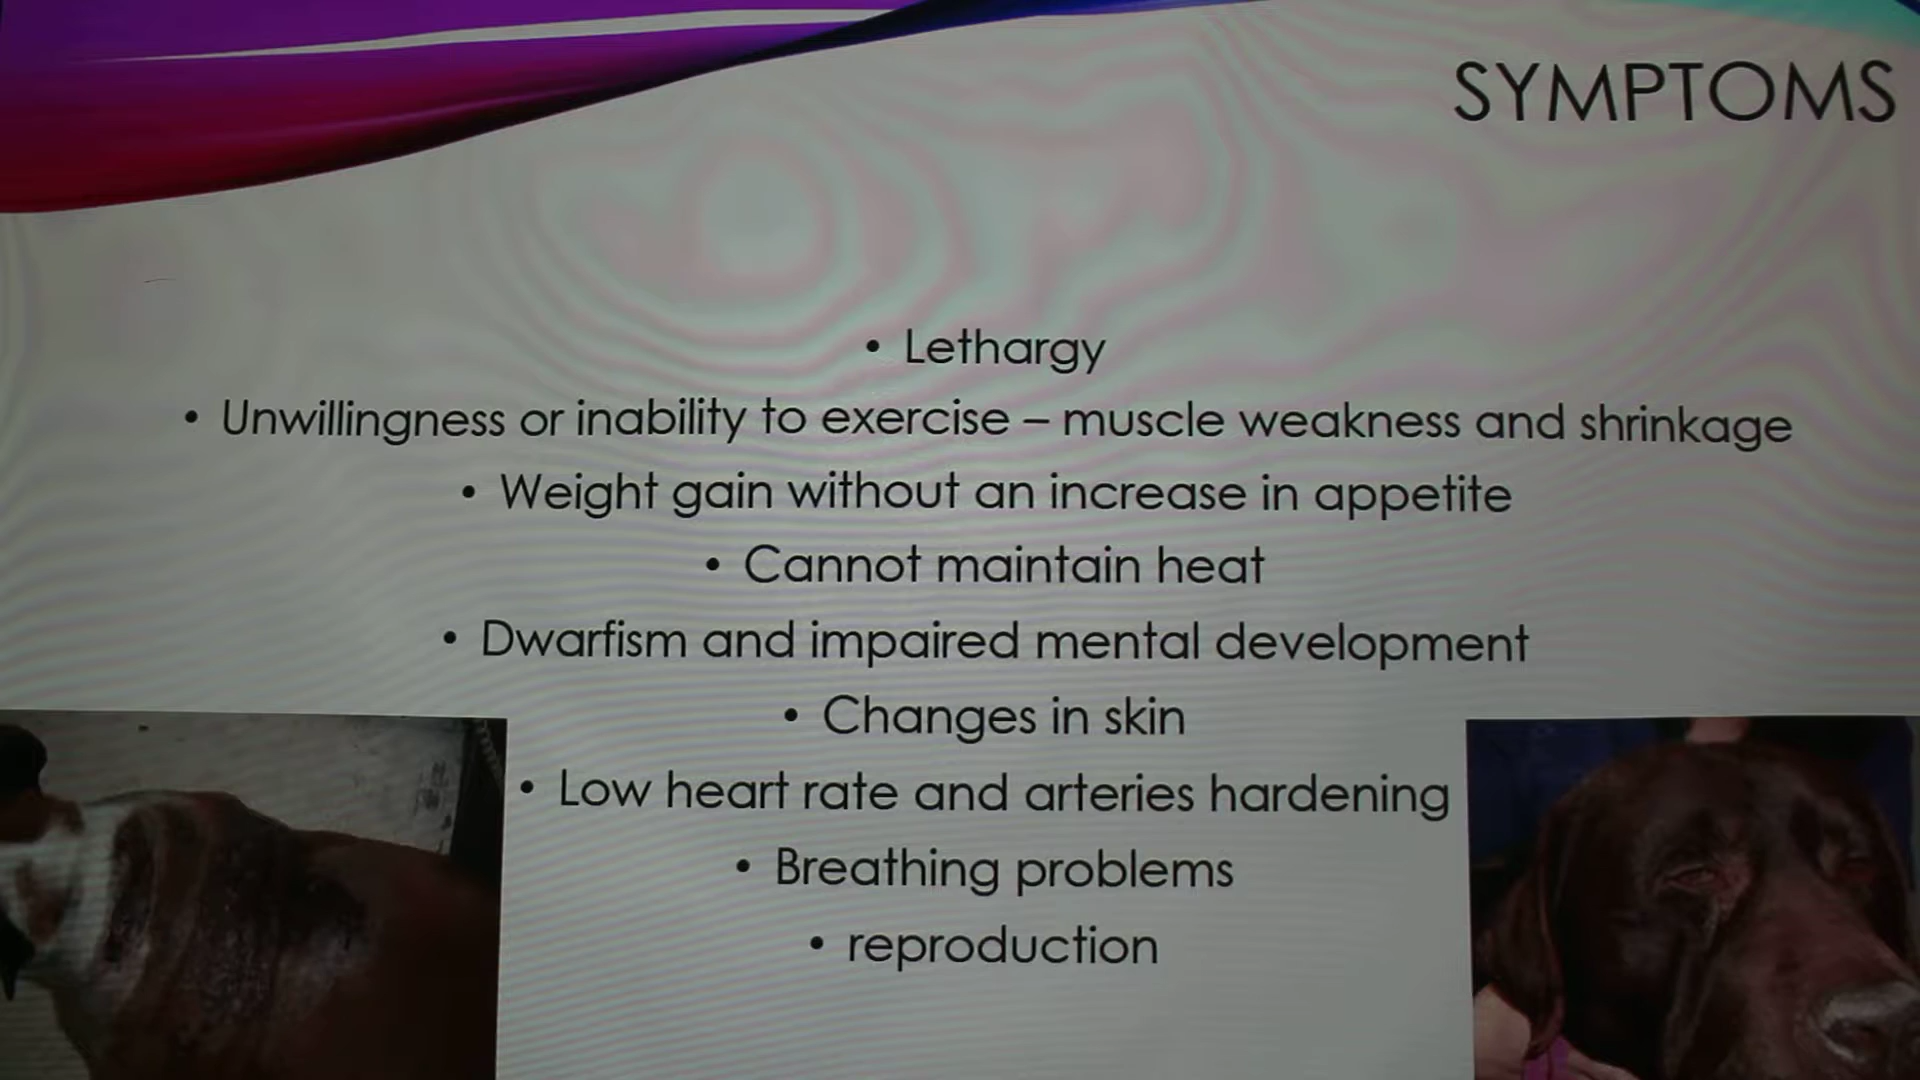 SYMPTOMS
• Lethargy
• Unwillingness or inability to exercise – muscle weakness and shrinkage
• Weight gain without an increase in appetite
• Cannot maintain heat
• Dwarfism and impaired mental development
• Changes in skin
• Low heart rate and arteries hardening
• Breathing problems
• reproduction